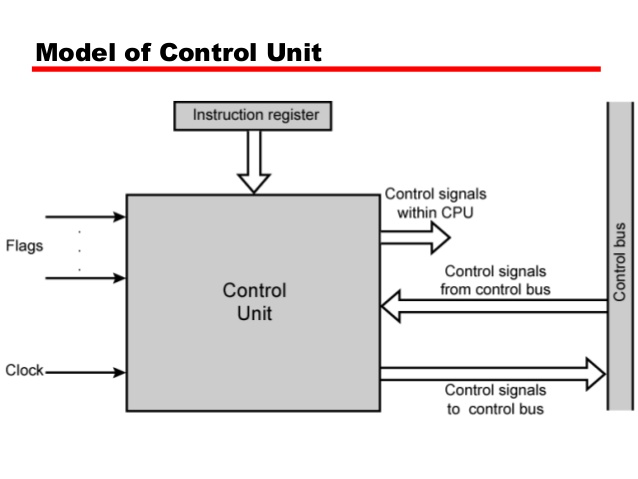 Model of Control Unit
Instruction register
Control signals
within CPU
Flags
Control signals
from control bus
Control bus
Control
Unit
Clock
Control signals
to control bus